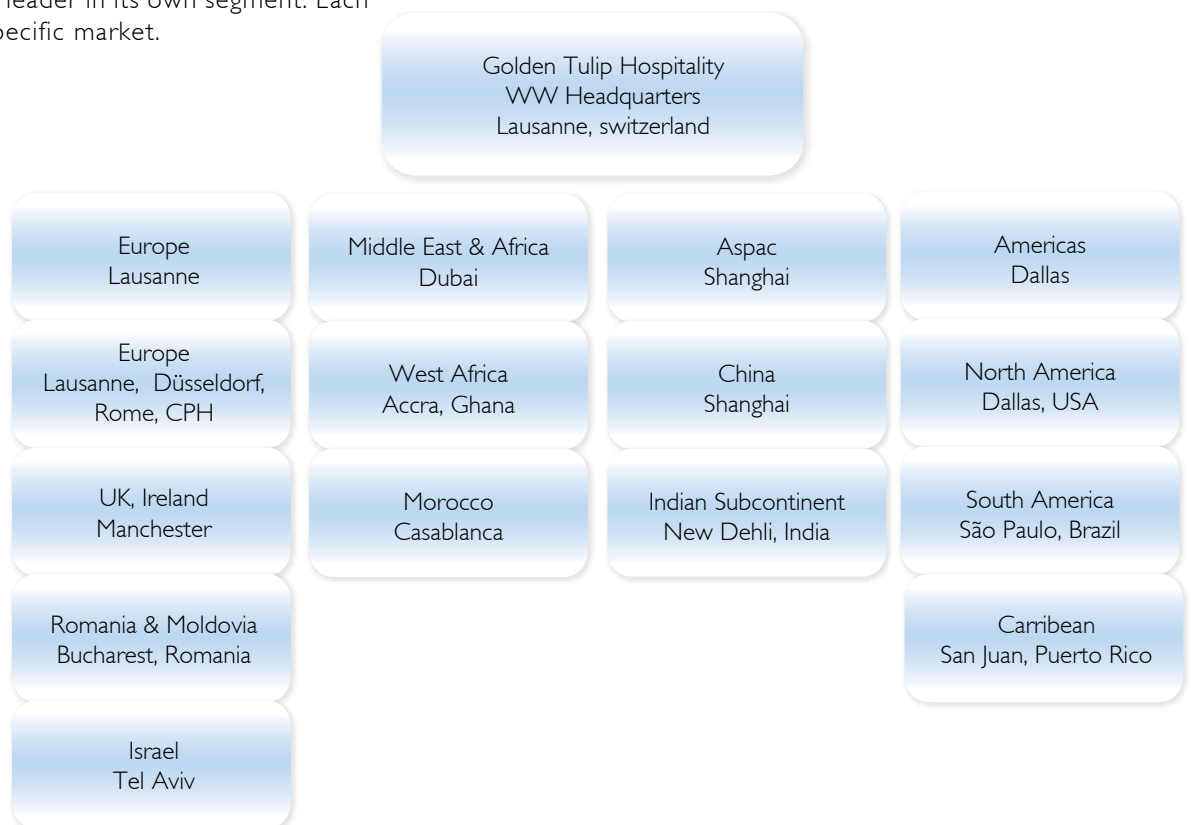 leader in its own segment. Each
pecific market.
Golden Tulip Hospitality
WW Headquarters
Lausanne, switzerland
Europe
Lausanne
Middle East & Africa
Dubai
Aspac
Shanghai
Americas
Dallas
Europe
Lausanne, Düsseldorf,
Rome, CPH
West Africa
Accra, Ghana
China
Shanghai
North America
Dallas, USA
UK, Ireland
Manchester
Morocco
Casablanca
Indian Subcontinent
New Dehli, India
South America
São Paulo, Brazil
Romania & Moldovia
Bucharest, Romania
Carribean
San Juan, Puerto Rico
Israel
Tel Aviv